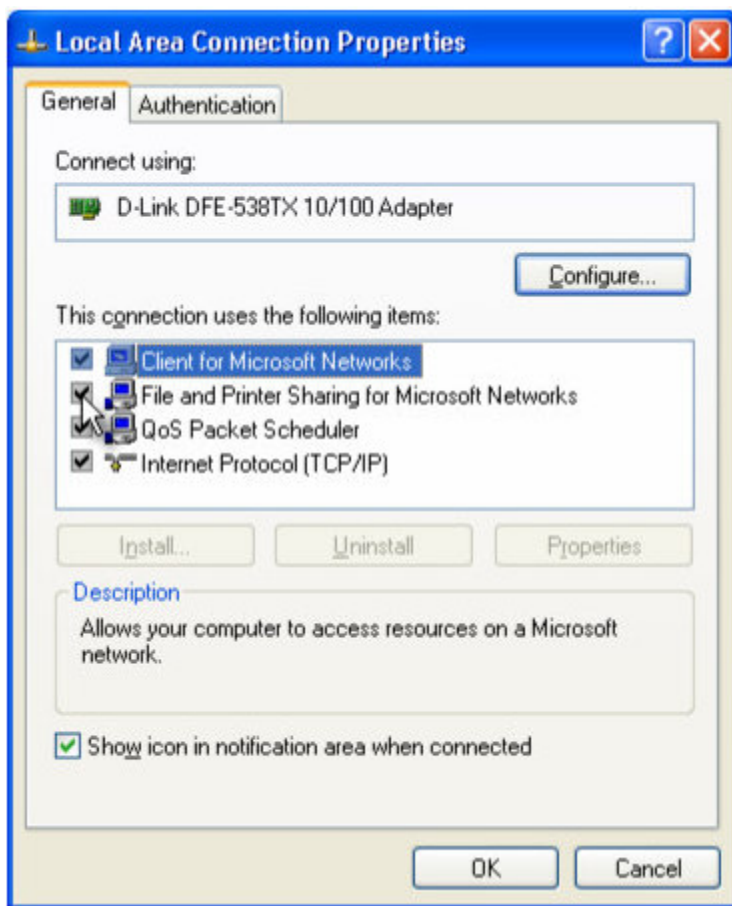 Local Area Connection Properties
General
Authentication
Connect using:
D-Link DFE-538TX 10/100 Adapter
Configure...
This connection uses the following items:
Client for Microsoft Networks
File and Printer Sharing for Microsoft Networks
QoS Packet Scheduler
Internet Protocol (TCP/IP)
Install...
Uninstall
Properties
Description
Allows your computer to access resources on a Microsoft
network.
Show icon in notification area when connected
OK
Cancel